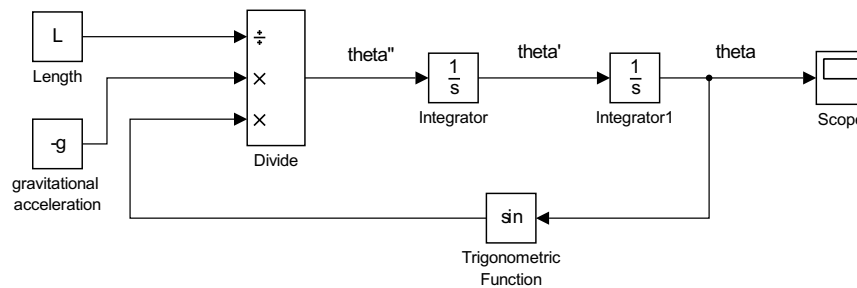 L
Length
-g
gravitational
acceleration
÷
×
×
Divide
theta''
1
s
Integrator
theta'
1
s
Integrator1
theta
Scope
sin
Trigonometric
Function